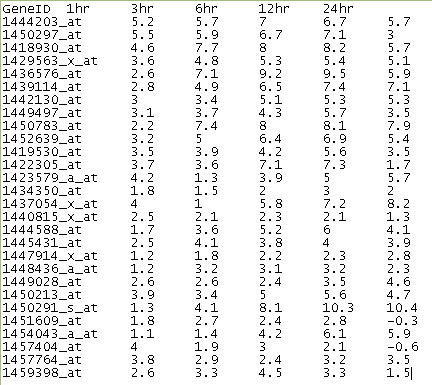 GeneID 1hr 3hr 6hr 12hr 24hr
1444203_at 5.2 5.7 7 6.7 5.7
1450297_at 5.5 5.9 6.7 7.1 3
1418930_at 4.6 7.7 8 8.2 5.7
1429563_x_at 3.6 4.8 5.3 5.4 5.1
1436576_at 2.6 7.1 9.2 9.5 5.9
1439114_at 2.8 4.9 6.5 7.4 7.1
1442130_at 3 3.4 5.1 5.3 5.3
1449497_at 3.1 3.7 4.3 5.7 3.5
1450783_at 2.2 7.4 8 8.1 7.9
1452639_at 3.2 5 6.4 6.9 5.4
1419530_at 3.5 3.9 4.2 5.6 3.5
1422305_at 3.7 3.6 7.1 7.3 1.7
1423579_a_at 4.2 1.3 3.9 5 5.7
1434350_at 1.8 1.5 2 3 2
1437054_x_at 4 1 5.8 7.2 8.2
1440815_x_at 2.5 2.1 2.3 2.1 1.3
1444588_at 1.7 3.6 5.2 6 4.1
1445431_at 2.5 4.1 3.8 4 3.9
1447914_x_at 1.2 1.8 2.2 2.3 2.8
1448436_a_at 1.2 3.2 3.1 3.2 2.3
1449028_at 2.6 2.6 2.4 3.5 4.6
1450213_at 3.9 3.4 5 5.6 4.7
1450291_s_at 1.3 4.1 8.1 10.3 10.4
1451609_at 1.8 2.7 2.4 2.8 -0.3
1454043_a_at 1.1 1.4 4.2 6.1 5.9
1457404_at 4 1.9 3 2.1 -0.6
1457764_at 3.8 2.9 2.4 3.2 3.5
1459398_at 2.6 3.3 4.5 3.3 1.5